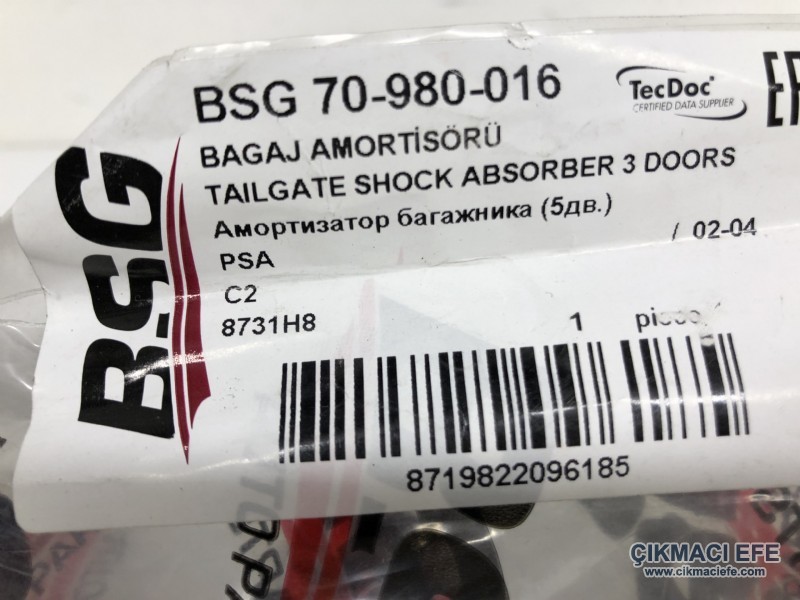 BSG 70-980-016
TecDoc
CERTIFIED DATA SUPPLIER
BAGAJ AMORTİSÖRÜ
TAILGATE SHOCK ABSORBER 3 DOORS
Амортизатор багажника (5дв.)
PSA
/ 02-04
C2
8731H8
1
BSG
8719822096185
ÇIKMACI EFE
www.cikmaciefe.com